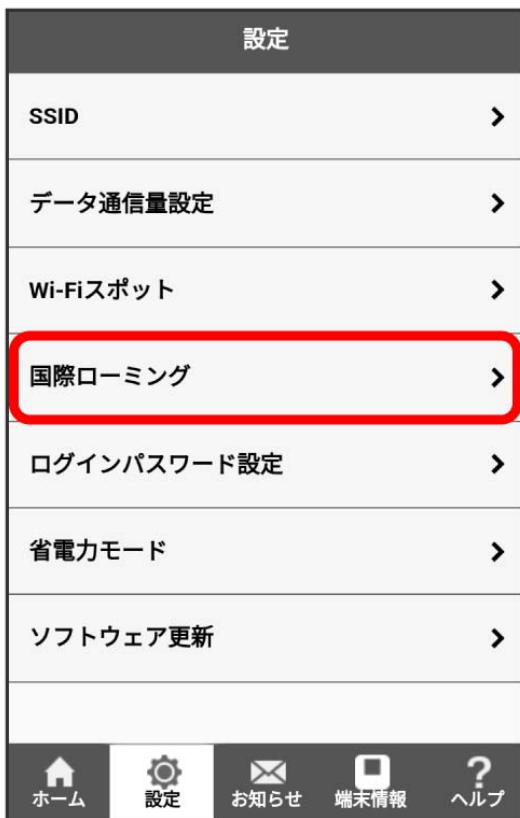 設定
SSID
データ通信量設定
Wi-Fiスポット
国際ローミング
ログインパスワード設定
省電力モード
ソフトウェア更新
ホーム 設定 お知らせ 端末情報 ヘルプ